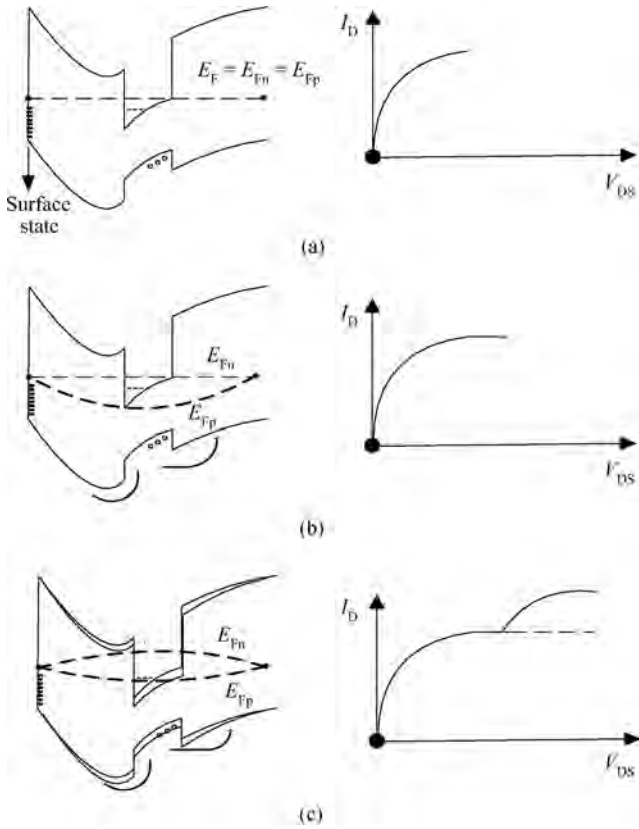 E_F = E_Fn = E_Fp
Surface
state
I_D
V_DS
(a)
E_Fn
E_Fp
I_D
V_DS
(b)
E_Fn
E_Fp
I_D
V_DS
(c)